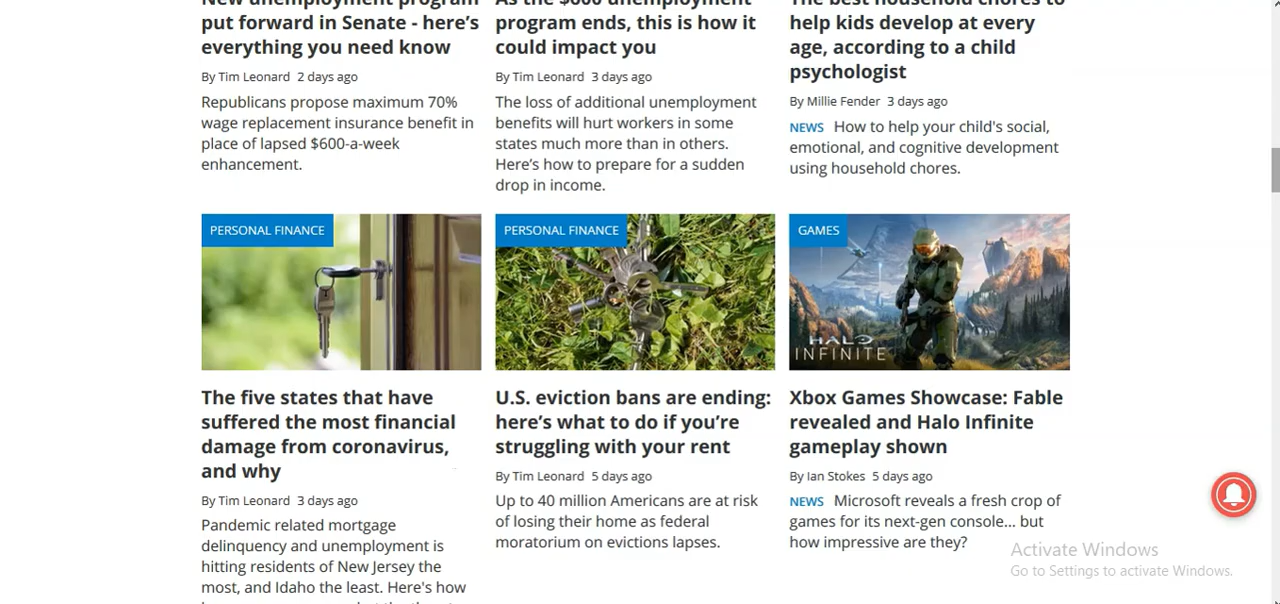 New unemployment program
put forward in Senate - here’s
everything you need know
By Tim Leonard 2 days ago
Republicans propose maximum 70%
wage replacement insurance benefit in
place of lapsed $600-a-week
enhancement.
As the $600 unemployment
program ends, this is how it
could impact you
By Tim Leonard 3 days ago
The loss of additional unemployment
benefits will hurt workers in some
states much more than in others.
Here’s how to prepare for a sudden
drop in income.
The best household chores to
help kids develop at every
age, according to a child
psychologist
By Millie Fender 3 days ago
NEWS How to help your child's social,
emotional, and cognitive development
using household chores.
PERSONAL FINANCE
The five states that have
suffered the most financial
damage from coronavirus,
and why
By Tim Leonard 3 days ago
Pandemic related mortgage
delinquency and unemployment is
hitting residents of New Jersey the
most, and Idaho the least. Here's how
PERSONAL FINANCE
U.S. eviction bans are ending:
here’s what to do if you’re
struggling with your rent
By Tim Leonard 5 days ago
Up to 40 million Americans are at risk
of losing their home as federal
moratorium on evictions lapses.
GAMES
HALO
INFINITE
Xbox Games Showcase: Fable
revealed and Halo Infinite
gameplay shown
By Ian Stokes 5 days ago
NEWS Microsoft reveals a fresh crop of
games for its next-gen console... but
how impressive are they?
Activate Windows
Go to Settings to activate Windows.